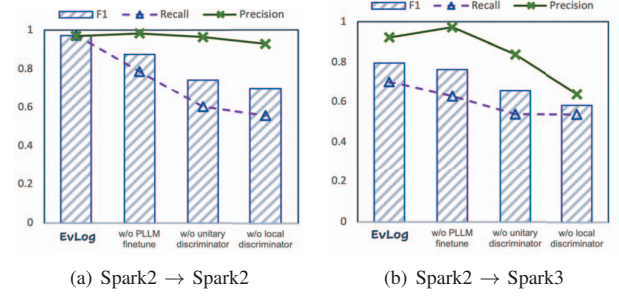 F1 Recall Precision
1
0.8
0.6
0.4
0.2
0
EvLog
w/o PLLM finetune
w/o unitary discriminator
w/o local discriminator
(a) Spark2 → Spark2
F1 Recall Precision
1
0.8
0.6
0.4
0.2
0
EvLog
w/o PLLM finetune
w/o unitary discriminator
w/o local discriminator
(b) Spark2 → Spark3